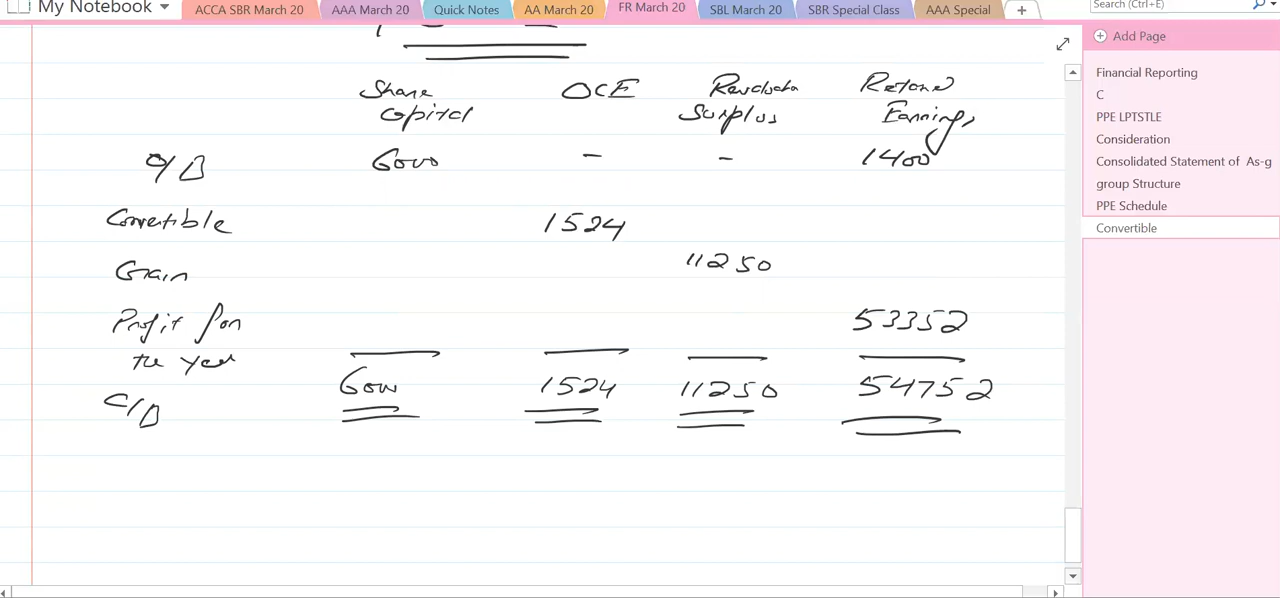 My Notebook
ACCA SBR March 20
AAA March 20
Quick Notes
AA March 20
FR March 20
SBL March 20
SBR Special Class
AAA Special
Search (Ctrl+E)
Add Page
Financial Reporting
C
PPE LPTSTLE
Consideration
Consolidated Statement of As-g
group Structure
PPE Schedule
Convertible
Share Capital
OCE
Surplus
Earnings
O/B 6000 - - 1400
Convertible 1524
Gain 11250
Profit for 53352
the year
C/B 6000 1524 11250 54752